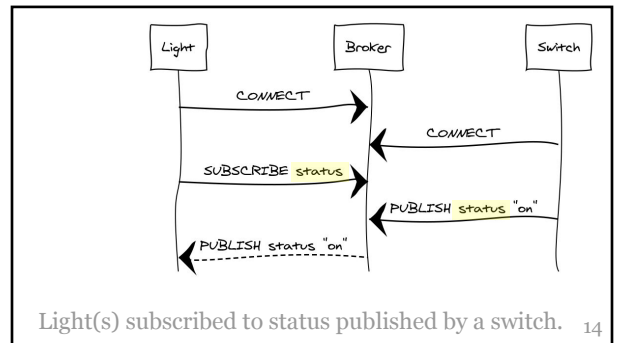 Light Broker Switch
CONNECT
CONNECT
SUBSCRIBE status
PUBLISH status "on"
PUBLISH status "on"
Light(s) subscribed to status published by a switch. 14